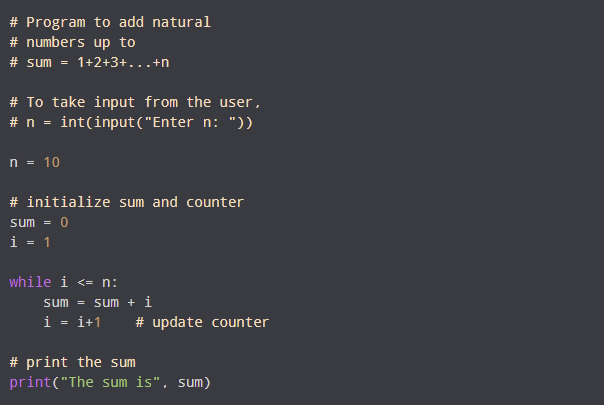 # Program to add natural
# numbers up to
# sum = 1+2+3+...+n
# To take input from the user,
# n = int(input("Enter n: "))
n = 10
# initialize sum and counter
sum = 0
i = 1
while i <= n:
    sum = sum + i
    i = i+1    # update counter
# print the sum
print("The sum is", sum)